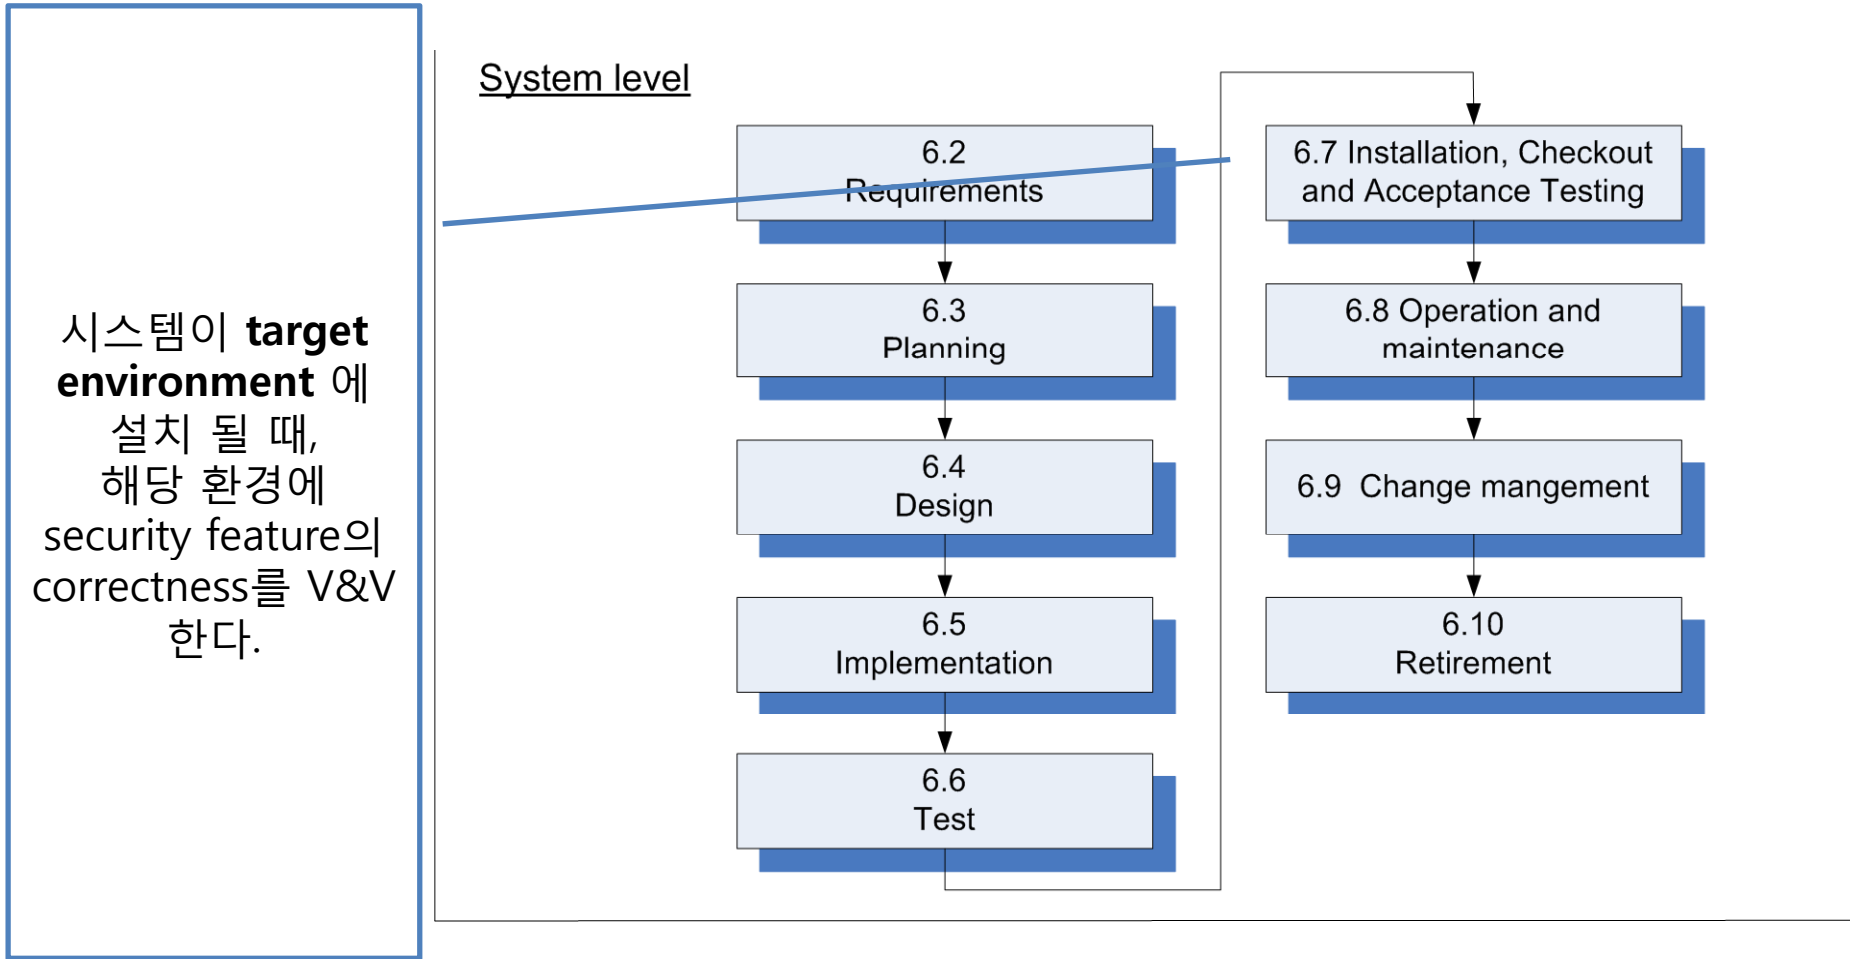 시스템이 target
environment 에
설치 될 때,
해당 환경에
security feature의
correctness를 V&V
한다.
System level
6.2
Requirements
6.3
Planning
6.4
Design
6.5
Implementation
6.6
Test
6.7 Installation, Checkout
and Acceptance Testing
6.8 Operation and
maintenance
6.9 Change mangement
6.10
Retirement